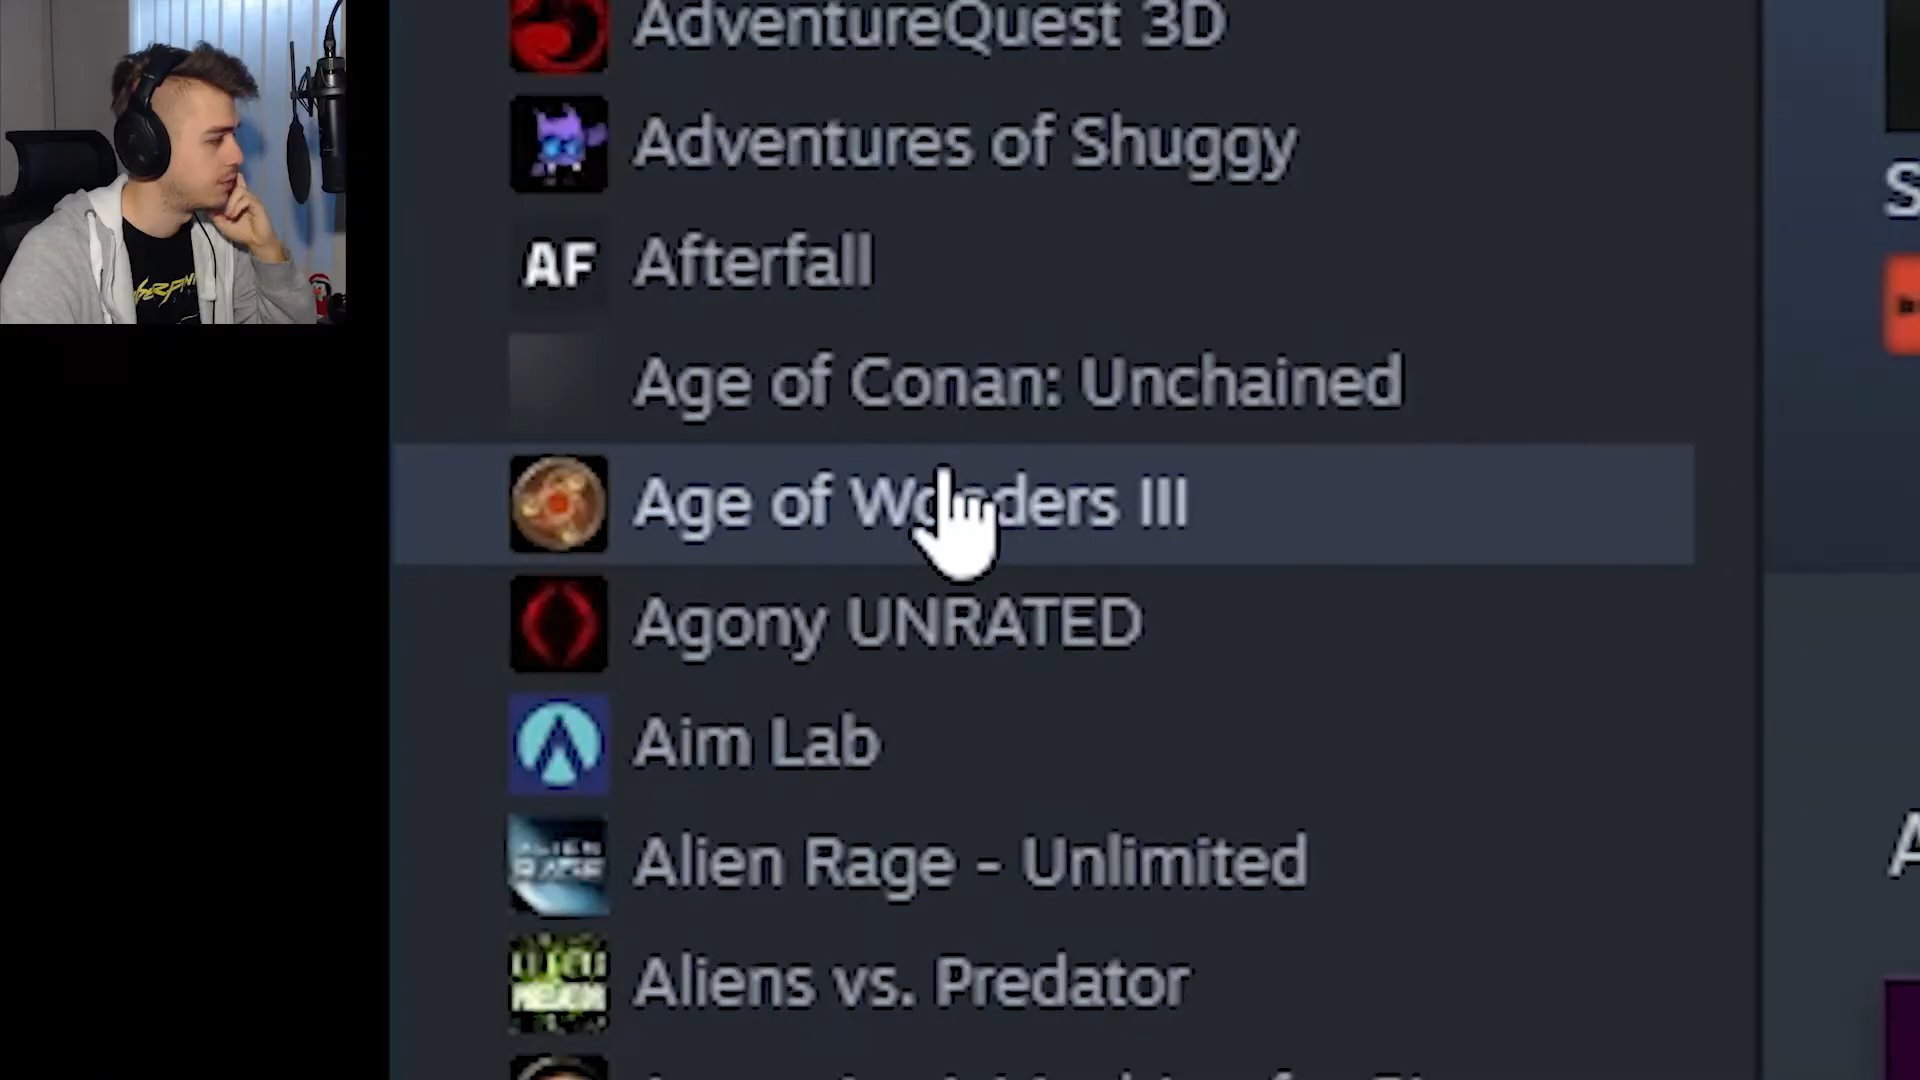 AdventureQuest 3D
Adventures of Shuggy
AF Afterfall
Age of Conan: Unchained
Age of Wonders III
Agony UNRATED
Aim Lab
Alien Rage - Unlimited
Aliens vs. Predator